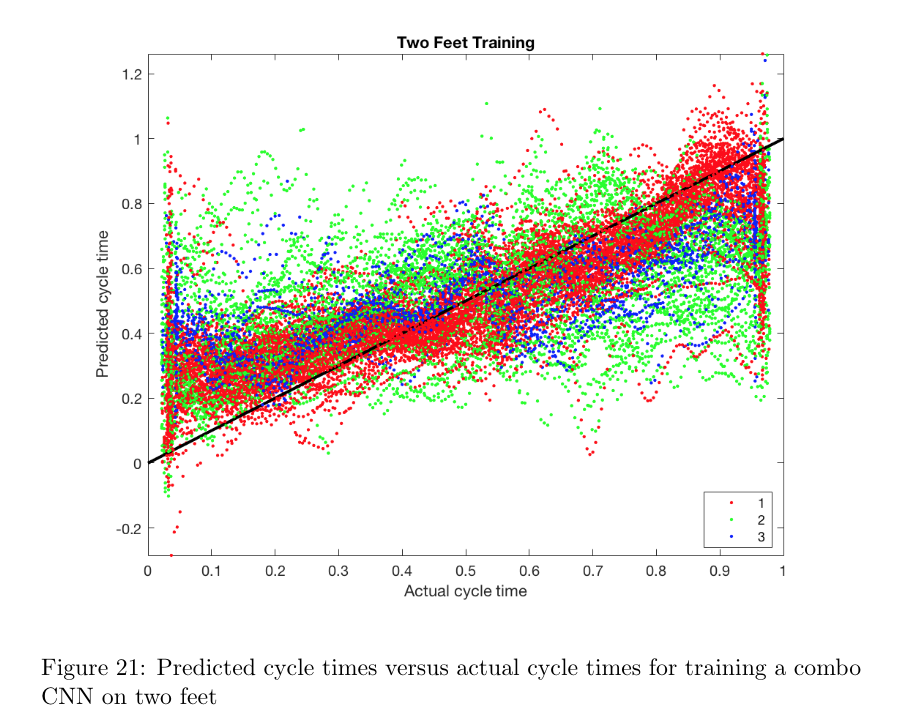 Two Feet Training
1.2
1
0.8
0.6
0.4
0.2
0
-0.2
Predicted cycle time
1
2
3
0 0.1 0.2 0.3 0.4 0.5 0.6 0.7 0.8 0.9 1
Actual cycle time
Figure 21: Predicted cycle times versus actual cycle times for training a combo
CNN on two feet